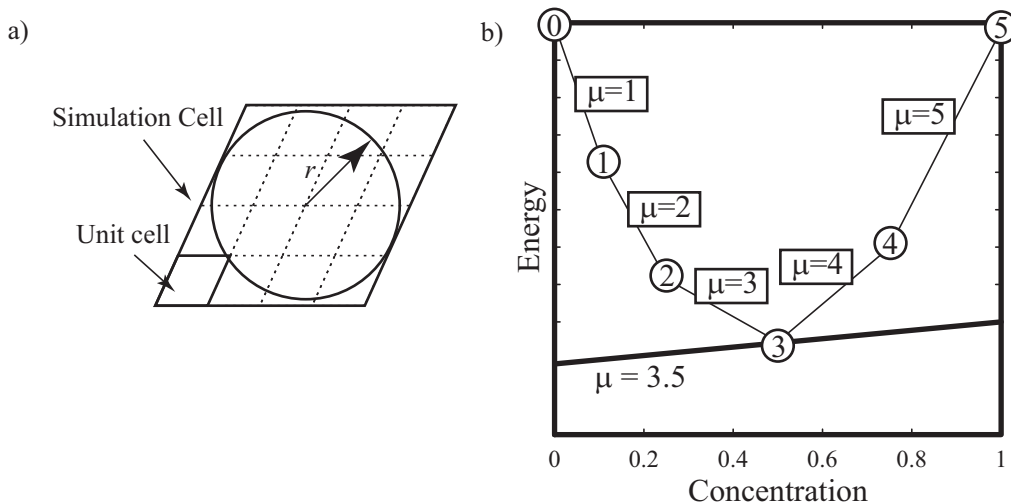 a)
Simulation Cell
r
Unit cell
b)
0
5
μ=1
μ=5
1
μ=2
4
μ=4
2
μ=3
3
μ = 3.5
Energy
0 0.2 0.4 0.6 0.8 1
Concentration